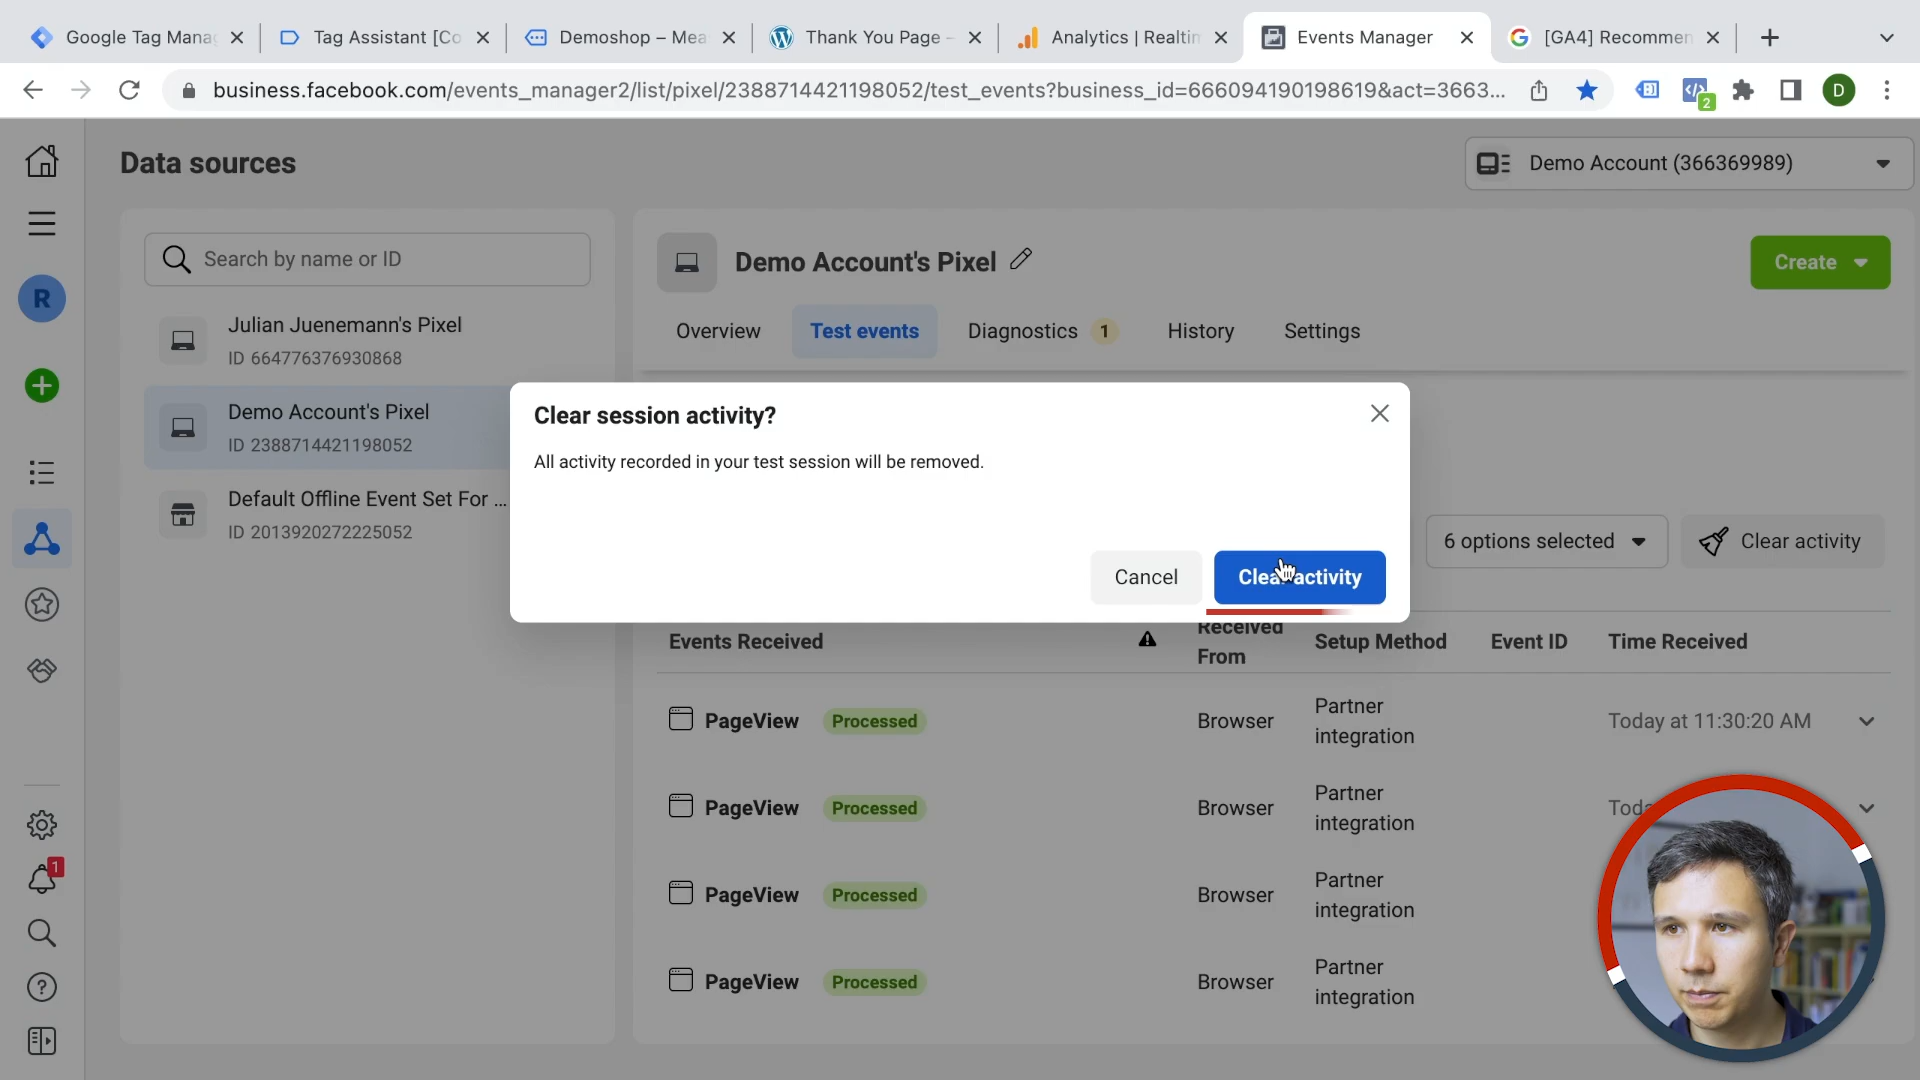 Google Tag Mana
Tag Assistant [Co
Demoshop – Mea
Thank You Page –
Analytics | Realtin
Events Manager
[GA4] Recommen
business.facebook.com/events_manager2/list/pixel/2388714421198052/test_events?business_id=666094190198619&act=3663...
2
D
Data sources
Demo Account (366369989)
R
Search by name or ID
Julian Juenemann's Pixel
ID 664776376930868
Demo Account's Pixel
ID 2388714421198052
Default Offline Event Set For ...
ID 2013920272225052
1
Demo Account's Pixel
Create
Overview
Test events
Diagnostics 1
History
Settings
Clear session activity?
All activity recorded in your test session will be removed.
Cancel
Clear activity
6 options selected
Clear activity
Events Received
Received
From
Setup Method
Event ID
Time Received
PageView Processed
Browser
Partner
integration
Today at 11:30:20 AM
PageView Processed
Browser
Partner
integration
PageView Processed
Browser
Partner
integration
PageView Processed
Browser
Partner
integration